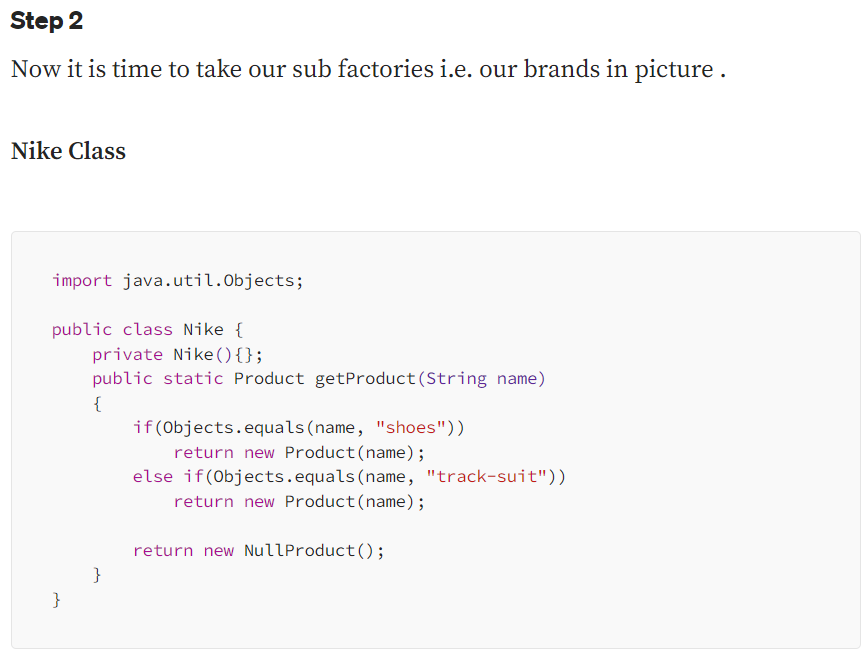 Step 2
Now it is time to take our sub factories i.e. our brands in picture .
Nike Class
import java.util.Objects;
public class Nike {
    private Nike(){};
    public static Product getProduct(String name)
    {
        if(Objects.equals(name, "shoes"))
            return new Product(name);
        else if(Objects.equals(name, "track-suit"))
            return new Product(name);
        return new NullProduct();
    }
}